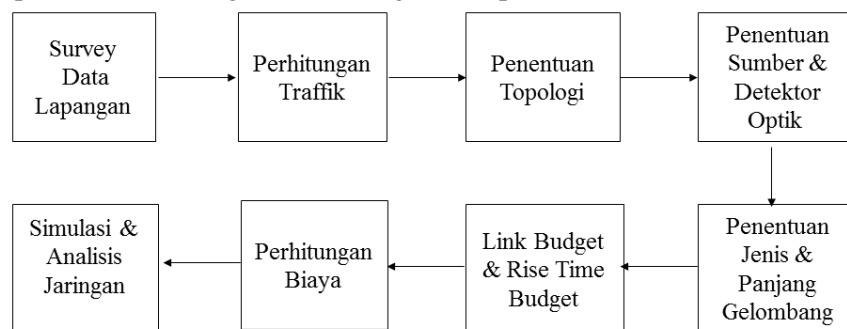 Survey
Data
Lapangan
Perhitungan
Traffik
Penentuan
Topologi
Penentuan
Sumber &
Detektor
Optik
Penentuan
Jenis &
Panjang
Gelombang
Link Budget
& Rise Time
Budget
Perhitungan
Biaya
Simulasi &
Analisis
Jaringan